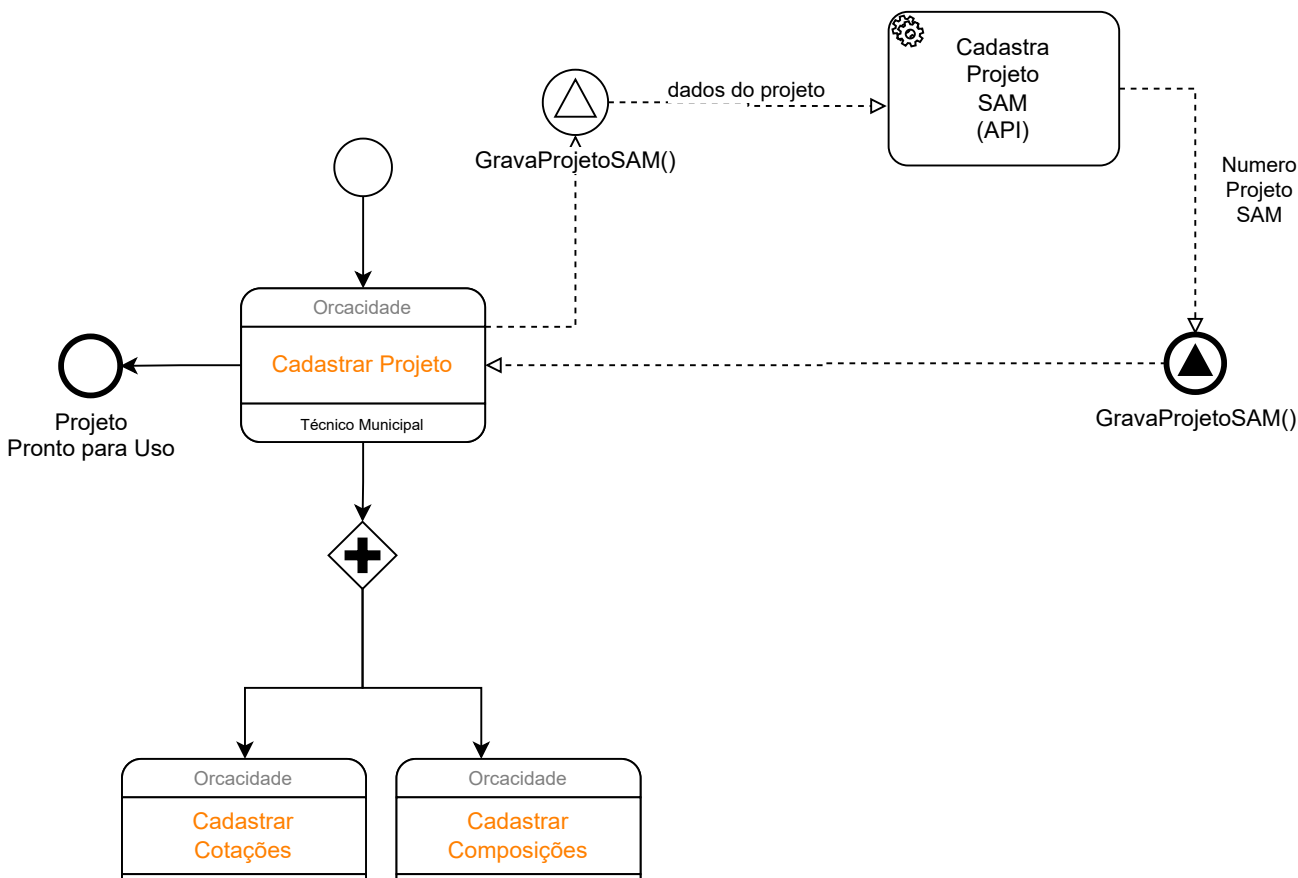 Cadastra
Projeto
SAM
(API)
dados do projeto
GravaProjetoSAM()
Numero
Projeto
SAM
Orcacidade
Cadastrar Projeto
Técnico Municipal
Projeto
Pronto para Uso
GravaProjetoSAM()
Orcacidade
Cadastrar
Cotações
Orcacidade
Cadastrar
Composições